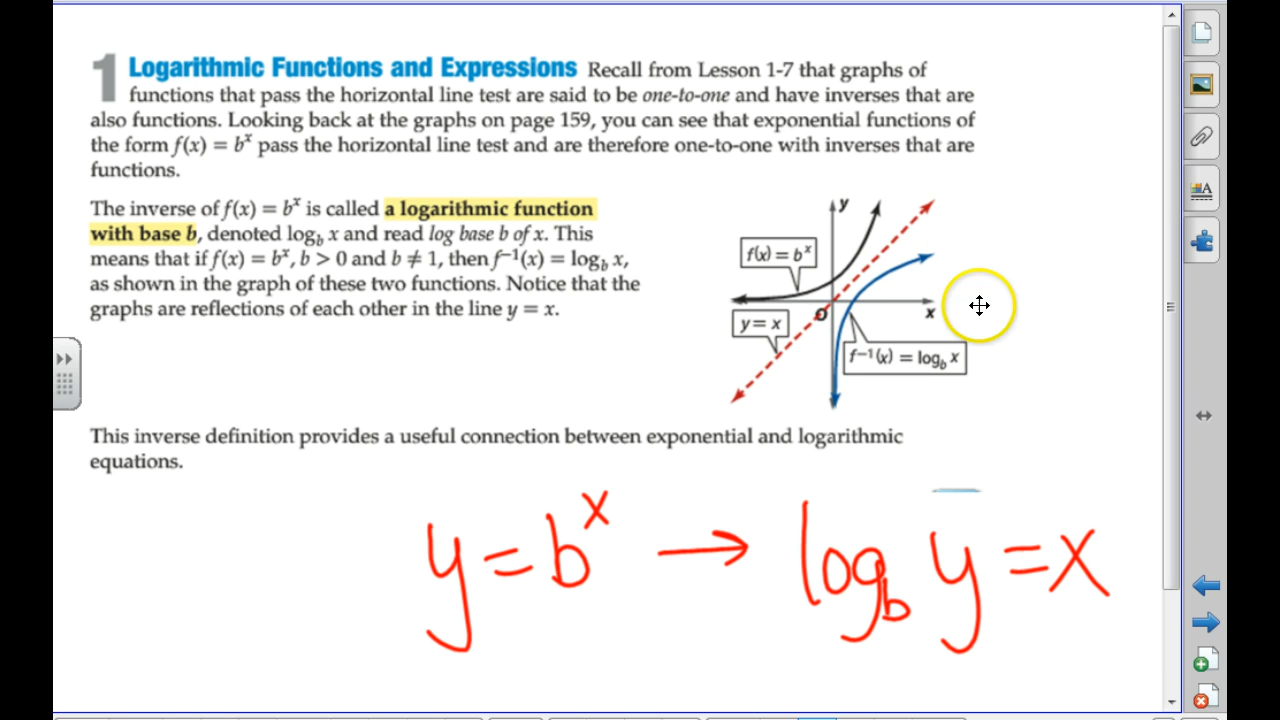 1 Logarithmic Functions and Expressions Recall from Lesson 1-7 that graphs of
functions that pass the horizontal line test are said to be one-to-one and have inverses that are
also functions. Looking back at the graphs on page 159, you can see that exponential functions of
the form f(x) = bˣ pass the horizontal line test and are therefore one-to-one with inverses that are
functions.
The inverse of f(x) = bˣ is called a logarithmic function
with base b, denoted log_b x and read log base b of x. This
means that if f(x) = bˣ, b > 0 and b ≠ 1, then f⁻¹(x) = log_b x,
as shown in the graph of these two functions. Notice that the
graphs are reflections of each other in the line y = x.
y
f(x) = bˣ
O
x
y = x
f⁻¹(x) = log_b x
This inverse definition provides a useful connection between exponential and logarithmic
equations.
y = bˣ → log_b y = x